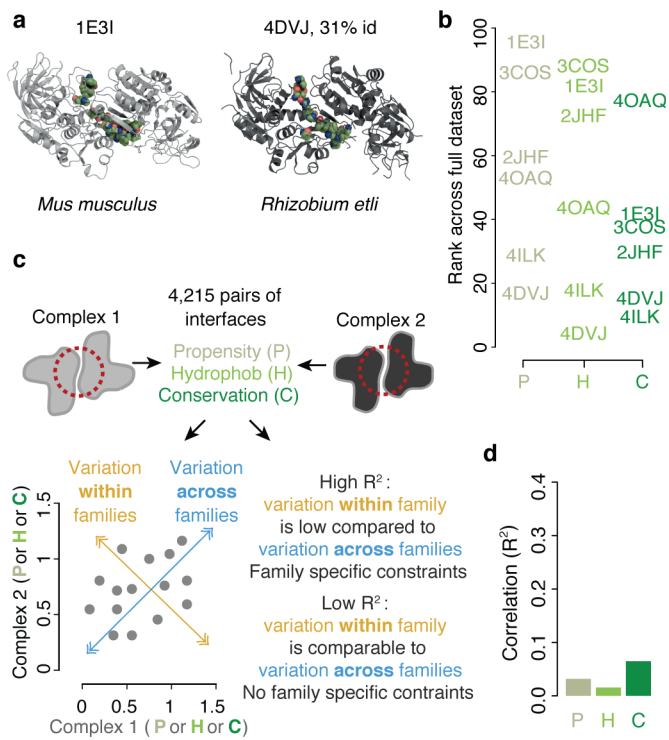 a
1E3I
4DVJ, 31% id
Mus musculus
Rhizobium etli
b
Rank across full dataset
100
80
60
40
20
0
1E3I
3COS
2JHF
4OAQ
4ILK
4DVJ
3COS
1E3I
2JHF
4OAQ
4ILK
4DVJ
4OAQ
1E3I
3COS
2JHF
4DVJ
4ILK
P
H
C
c
4,215 pairs of
interfaces
Complex 1
Complex 2
Propensity (P)
Hydrophob (H)
Conservation (C)
Variation
within
families
Variation
across
families
Complex 2 (P or H or C)
1.5
1
0.5
0
0
0.5
1.0
1.5
Complex 1 ( P or H or C)
High R²:
variation within family
is low compared to
variation across families
Family specific constraints
Low R²:
variation within family
is comparable to
variation across families
No family specific contraints
d
Correlation (R²)
0.4
0.3
0.2
0.1
0.0
P
H
C